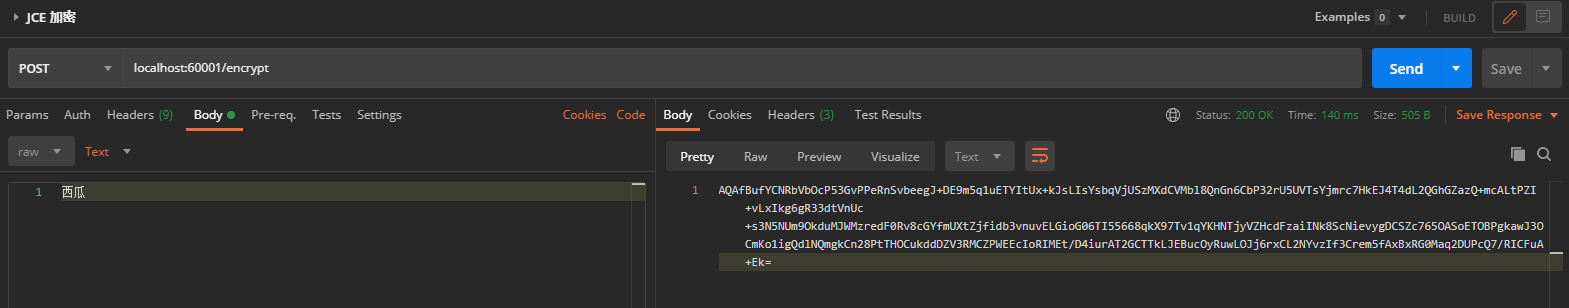 JCE 加密
Examples 0
BUILD
POST
localhost:60001/encrypt
Send
Save
Params Auth Headers (9) Body Pre-req. Tests Settings
Cookies Code
raw
Text
1 西瓜
Body Cookies Headers (3) Test Results
Status: 200 OK Time: 140 ms Size: 505 B
Save Response
Pretty Raw Preview Visualize
Text
1 AQAfBufYCNRbVbOcP53GvPPeRnSvbeegJ+DE9m5q1uETYItUx+kJsLIsYsbqVjUSzMXdCVMbl8QnGn6CbP32rU5UVTsYjmrc7HkEJ4T4dL2QGhGZazQ+mcALtPZI
+vLxIkg6gR33dtVnUc
+s3N5NUm9OkduMJWMzredF0Rv8cGYfmUXtZjfidb3vnuvELGioG06TI55668qkX97Tv1qYKHNTjyVZHcdFzaiINk8ScNievygDCSZc765OASoETOBPgkawJ3O
CmKo1igQdlNQmgkCn28PtTHOCukddDZV3RMCZPWEEcIoRIMEt/D4iurAT2GCTTkLJEBucOyRuwLOJj6rxCL2NYvzIf3Crem5fAxBxRG0Maq2DUPcQ7/RICFuA
+Ek=